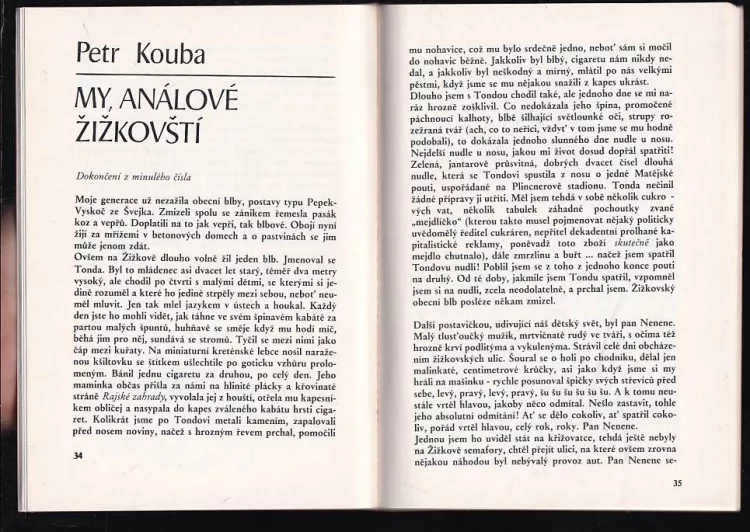 Petr Kouba
MY, ANÁLOVÉ
ŽIŽKOVŠTÍ
Dokončení z minulého čísla
Moje generace už nezažila obecní blby, postavy typu Pepek-
Vyskoč ze Švejka. Zmizeli spolu se zánikem řemesla pasák
koz a vepřů. Doplatili na to jak vepři, tak blbové. Obojí nyní
žijí za mřížemi v betonových domech a o pastvinách se jim
může jenom zdát.
Ovšem na Žižkově dlouho žil jeden blb. Jmenoval se
Tonda. Byl to mládenec asi dvacet let starý, téměř dva metry
vysoký, ale chodil po čtvrti s malými dětmi, se kterými si je-
dině rozuměl a které ho jedině strpěly mezi sebou, neboť neu-
měl mluvit. Jen tak mlel jazykem v ústech a houkal. Každý
den jste ho mohli vidět, jak táhne ve svém špinavém kabátě za
partou malých špuntů, huhňavě se směje když mu hodí míč,
běhá jim pro něj, sundává se stromů. Tyčil se mezi nimi jako
čáp mezi kuřaty. Na miniaturní kreténské lebce nosil naraže-
nou kšiltovku se štítkem ušlechtile po goticku vzhůru prolo-
meným. Bánil jednu cigaretu za druhou, po celý den. Jeho
maminka občas přišla za námi na hlinité plácky a křovinaté
stráně Rajské zahrady, vyvolala jej z houští, otřela mu kapesní-
kem obličej a nasypala do kapes zváleného kabátu hrstí ciga-
ret. Kolikrát jsme po Tondovi metali kamením, zapalovali
před nosem noviny, načež s hrozným řevem prchal, pomočili
34
mu nohavice, což mu bylo srdečně jedno, neboť sám si močil
do nohavic běžně. Jakkoliv byl blbý, cigaretu nám nikdy ne-
dal, a jakkoliv byl neškodný a mírný, mlátil po nás velkými
pěstmi, když jsme se mu nějakou snažili z kapes ukrást.
Dlouho jsem s Tondou chodil také, ale jednoho dne se mi na-
ráz hrozně zošklivil. Co nedokázala jeho špína, promočené
páchnoucí kalhoty, blbě šilhající světlounké oči, strupy ro-
zežraná tvář (ach, co to neříci, vždyť v tom jsme se mu hodně
podobali), to dokázala jednoho slunného dne nudle u nosu.
Nejdelší nudle u nosu, jakou mi život dosud dopřál spatřiti!
Zelená, jantarově průsvitná, dobrých dvacet čísel dlouhá
nudle, která se Tondovi spustila z nosu o jedné Matějské
pouti, uspořádané na Plincnerově stadionu. Tonda nečinil
žádné přípravy ji utříti. Měl jsem tehdá v sobě několik cukro -
vých vat, několik tabulek záhadné pochoutky zvané
„mejdlíčko" (kterou takto musel pojmenovat nějaký politicky
uvědomělý ředitel cukráren, nepřítel dekadentní prolhané ka-
pitalistické reklamy, poněvadž toto zboží skutečně jako
mejdlo chutnalo), dále zmrzlinu a buřt ... načež jsem spatřil
Tondovu nudli! Poblil jsem se z toho z jednoho konce pouti
na druhý. Od té doby, jakmile jsem Tondu spatřil, vzpomněl
jsem si na nudli, zcela neodolatelně, a prchal jsem. Žižkovský
obecní blb posléze někam zmizel.
Další postavičkou, udivující náš dětský svět, byl pan Nenene.
Malý tlusťoučký mužík, mrtvičnatě rudý ve tváři, s očima též
hrozně krví podlitýma a vykulenýma. Strávil celé dni obcháze-
ním žižkovských ulic. Šoural se o holi po chodníku, dělal jen
malinkaté, centimetrové krůčky, asi jako když jsme si my
hráli na mašinku - rychle posunoval špičky svých střevíců před
sebe, levý, pravý, levý, pravý, šu šu šu šu šu. A k tomu neu-
stále vrtěl hlavou, jakoby něco odmítal. Nešlo zastavit, tohle
jeho absolutní odmítání! Ať se dělo cokoliv, ať spatřil coko-
liv, pořád vrtěl hlavou, celý rok, roky. Pan Nenene.
Jednou jsem ho uviděl stát na křižovatce, tehdá ještě nebyly
na Žižkově semafory, chtěl přejít ulici, na které ovšem zrovna
nějakou náhodou byl nebývalý provoz aut. Pan Nenene se-
35